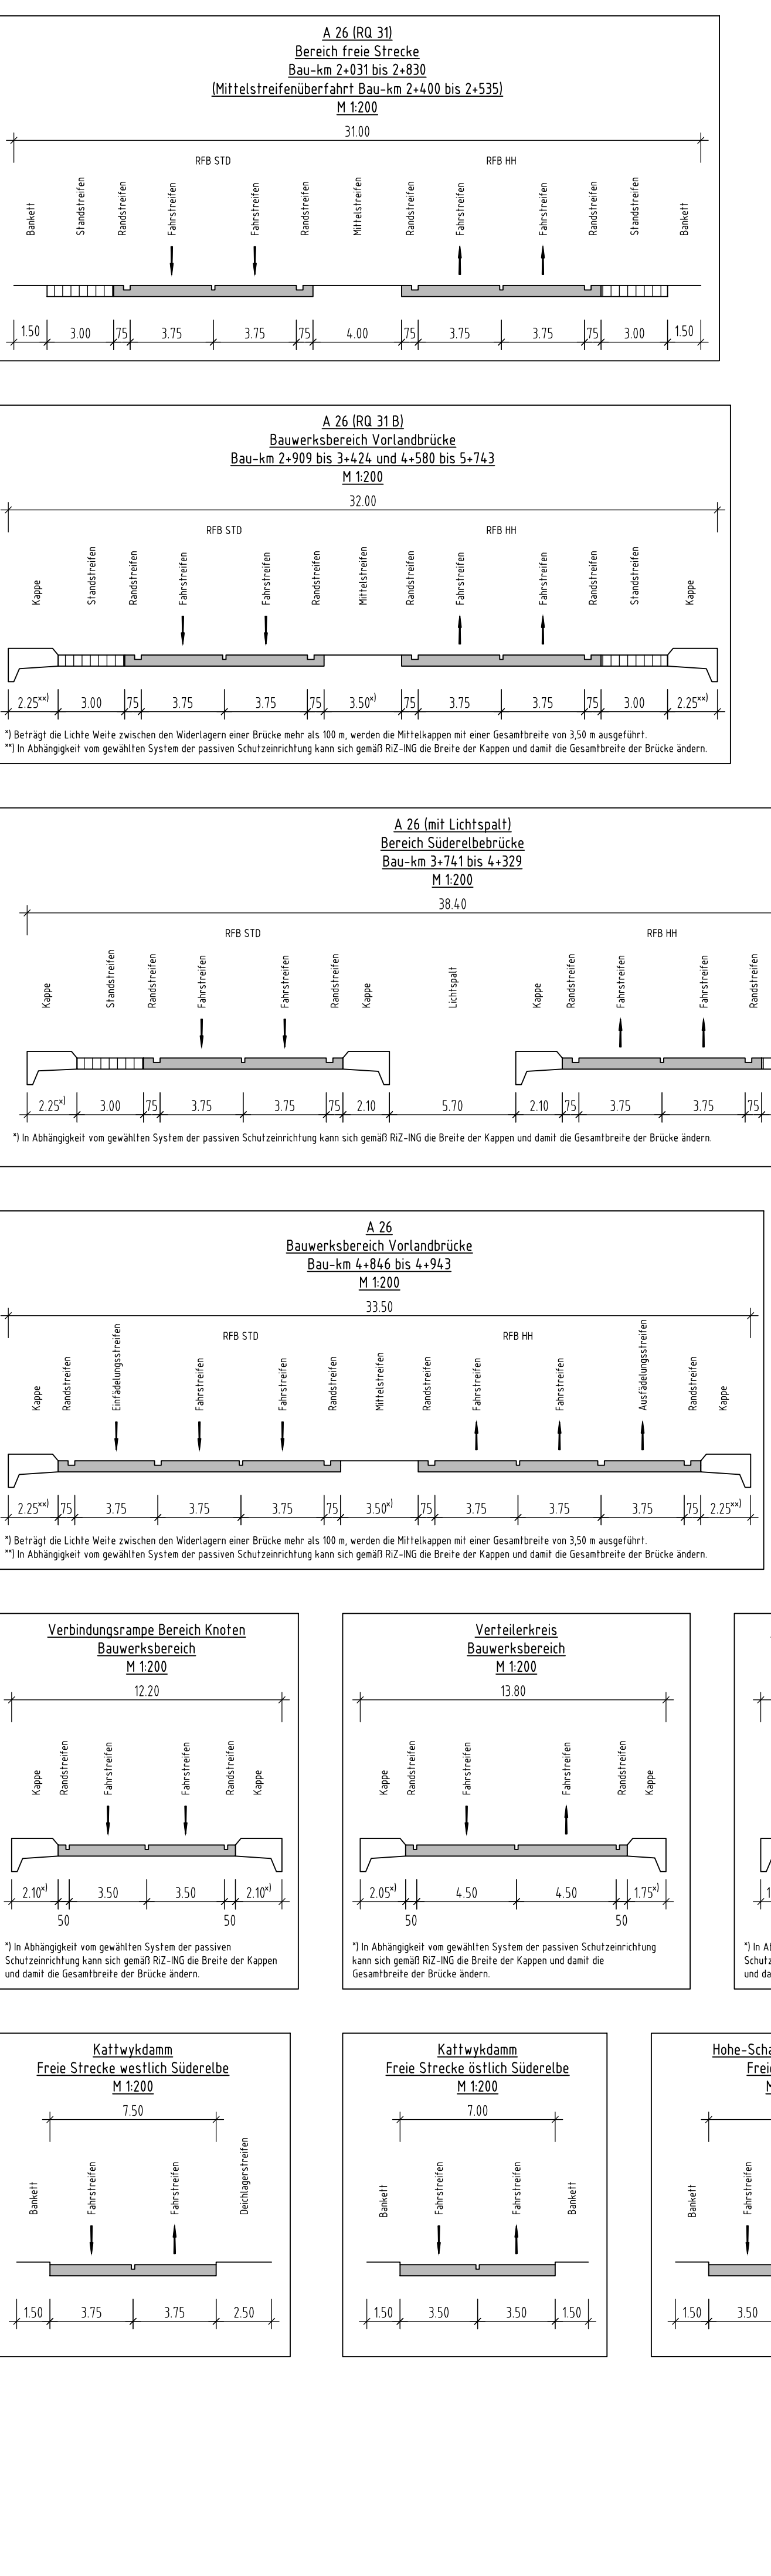 A 26 (RQ 31)
Bereich freie Strecke
Bau-km 2+031 bis 2+830
(Mittelstreifenüberfahrt Bau-km 2+400 bis 2+535)
M 1:200
31.00
RFB STD RFB HH
Bankett Standstreifen Randstreifen Fahrstreifen Fahrstreifen Randstreifen Mittelstreifen Randstreifen Fahrstreifen Fahrstreifen Randstreifen Standstreifen Bankett
1.50 3.00 75 3.75 3.75 75 4.00 75 3.75 3.75 75 3.00 1.50
A 26 (RQ 31 B)
Bauwerksbereich Vorlandbrücke
Bau-km 2+909 bis 3+424 und 4+580 bis 5+743
M 1:200
32.00
RFB STD RFB HH
Kappe Standstreifen Randstreifen Fahrstreifen Fahrstreifen Randstreifen Mittelstreifen Randstreifen Fahrstreifen Fahrstreifen Randstreifen Standstreifen Kappe
2.25**) 3.00 75 3.75 3.75 75 3.50*) 75 3.75 3.75 75 3.00 2.25**)
*) Beträgt die Lichte Weite zwischen den Widerlagern einer Brücke mehr als 100 m, werden die Mittelkappen mit einer Gesamtbreite von 3,50 m ausgeführt.
**) In Abhängigkeit vom gewählten System der passiven Schutzeinrichtung kann sich gemäß RiZ-ING die Breite der Kappen und damit die Gesamtbreite der Brücke ändern.
A 26 (mit Lichtspalt)
Bereich Süderelbebrücke
Bau-km 3+741 bis 4+329
M 1:200
38.40
RFB STD RFB HH
Kappe Standstreifen Randstreifen Fahrstreifen Fahrstreifen Randstreifen Kappe Lichtspalt Kappe Randstreifen Fahrstreifen Fahrstreifen Randstreifen
2.25*) 3.00 75 3.75 3.75 75 2.10 5.70 2.10 75 3.75 3.75 75
*) In Abhängigkeit vom gewählten System der passiven Schutzeinrichtung kann sich gemäß RiZ-ING die Breite der Kappen und damit die Gesamtbreite der Brücke ändern.
A 26
Bauwerksbereich Vorlandbrücke
Bau-km 4+846 bis 4+943
M 1:200
33.50
RFB STD RFB HH
Kappe Randstreifen Einfädelungsstreifen Fahrstreifen Fahrstreifen Randstreifen Mittelstreifen Randstreifen Fahrstreifen Fahrstreifen Ausfädelungsstreifen Randstreifen Kappe
2.25**) 75 3.75 3.75 3.75 75 3.50*) 75 3.75 3.75 3.75 75 2.25**)
*) Beträgt die Lichte Weite zwischen den Widerlagern einer Brücke mehr als 100 m, werden die Mittelkappen mit einer Gesamtbreite von 3,50 m ausgeführt.
**) In Abhängigkeit vom gewählten System der passiven Schutzeinrichtung kann sich gemäß RiZ-ING die Breite der Kappen und damit die Gesamtbreite der Brücke ändern.
Verbindungsrampe Bereich Knoten
Bauwerksbereich
M 1:200
12.20
Kappe Randstreifen Fahrstreifen Fahrstreifen Randstreifen Kappe
2.10*) 3.50 3.50 2.10*)
50 50
*) In Abhängigkeit vom gewählten System der passiven
Schutzeinrichtung kann sich gemäß RiZ-ING die Breite der Kappen
und damit die Gesamtbreite der Brücke ändern.
Verteilerkreis
Bauwerksbereich
M 1:200
13.80
Kappe Randstreifen Fahrstreifen Fahrstreifen Randstreifen Kappe
2.05*) 4.50 4.50 1.75*)
50 50
*) In Abhängigkeit vom gewählten System der passiven Schutzeinrichtung
kann sich gemäß RiZ-ING die Breite der Kappen und damit die
Gesamtbreite der Brücke ändern.
*) In
und
Kattwykdamm
Freie Strecke westlich Süderelbe
M 1:200
7.50
Bankett Fahrstreifen Fahrstreifen Deichlagerstreifen
1.50 3.75 3.75 2.50
Kattwykdamm
Freie Strecke östlich Süderelbe
M 1:200
7.00
Bankett Fahrstreifen Fahrstreifen Bankett
1.50 3.50 3.50 1.50
Bankett Fahrstreifen
1.50 3.50